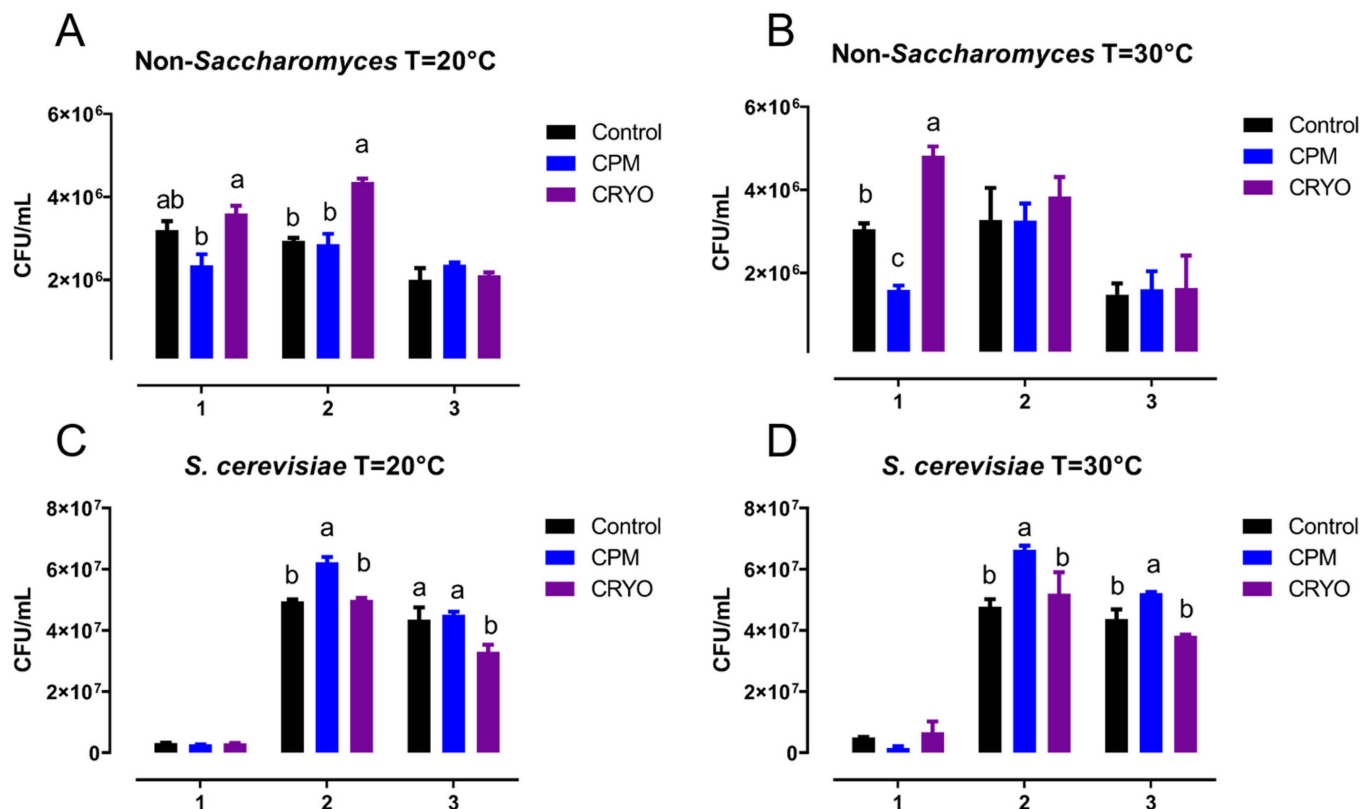 A
Non-Saccharomyces T=20°C
6×10⁶
4×10⁶
2×10⁶
CFU/mL
ab
b
a
b
b
a
Control
CPM
CRYO
1 2 3
B
Non-Saccharomyces T=30°C
6×10⁶
4×10⁶
2×10⁶
CFU/mL
b
c
a
Control
CPM
CRYO
1 2 3
C
S. cerevisiae T=20°C
8×10⁷
6×10⁷
4×10⁷
2×10⁷
0
CFU/mL
b
a
b
a
a
b
Control
CPM
CRYO
1 2 3
D
S. cerevisiae T=30°C
8×10⁷
6×10⁷
4×10⁷
2×10⁷
0
CFU/mL
b
a
b
b
a
b
Control
CPM
CRYO
1 2 3